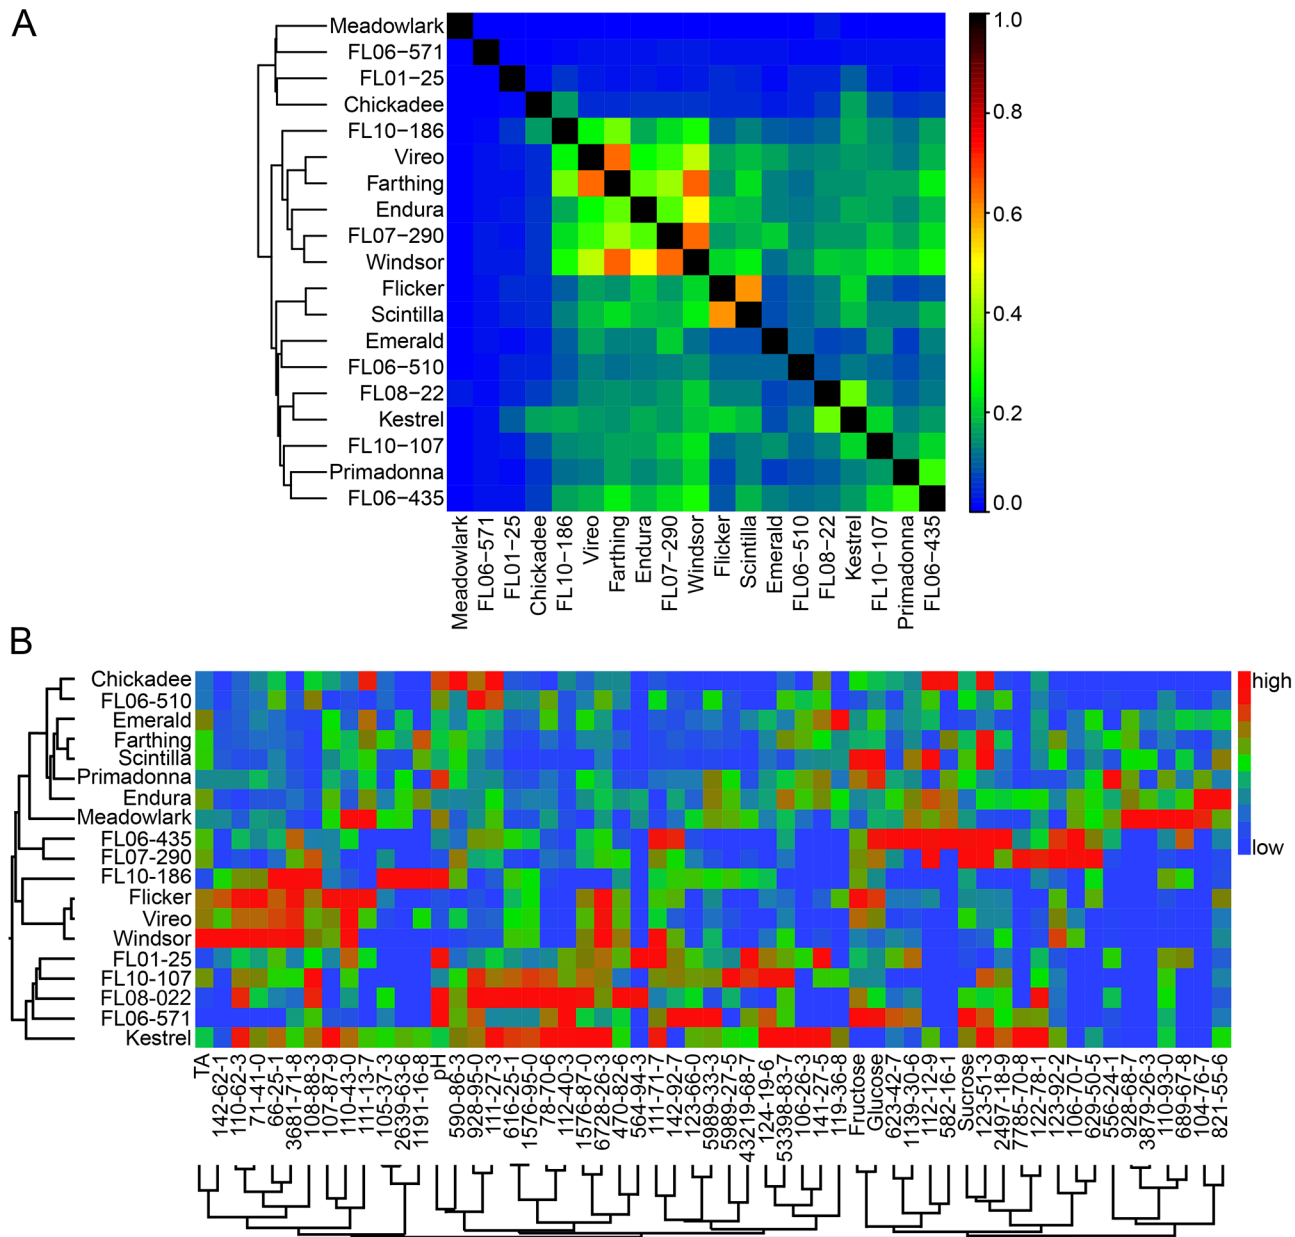 A
Meadowlark
FL06−571
FL01−25
Chickadee
FL10−186
Vireo
Farthing
Endura
FL07−290
Windsor
Flicker
Scintilla
Emerald
FL06−510
FL08−22
Kestrel
FL10−107
Primadonna
FL06−435
1.0
0.8
0.6
0.4
0.2
0.0
Meadowlark
FL06−571
FL01−25
Chickadee
FL10−186
Vireo
Farthing
Endura
FL07−290
Windsor
Flicker
Scintilla
Emerald
FL06−510
FL08−22
Kestrel
FL10−107
Primadonna
FL06−435
B
Chickadee
FL06-510
Emerald
Farthing
Scintilla
Primadonna
Endura
Meadowlark
FL06-435
FL07-290
FL10-186
Flicker
Vireo
Windsor
FL01-25
FL10-107
FL08-022
FL06-571
Kestrel
high
low
TA
142-62-1
110-62-3
71-41-0
66-25-1
3681-71-8
108-88-3
107-87-9
110-43-0
111-13-7
105-37-3
2639-63-6
1191-16-8
pH
590-86-3
928-95-0
111-27-3
616-25-1
1576-95-0
78-70-6
112-40-3
1576-87-0
6728-26-3
470-82-6
564-94-3
111-71-7
142-92-7
123-66-0
5989-33-3
5989-27-5
43219-68-7
124-19-6
53398-83-7
106-26-3
141-27-5
119-36-8
Fructose
Glucose
623-42-7
1139-30-6
112-12-9
582-16-1
Sucrose
123-51-3
2497-18-9
7785-70-8
122-78-1
123-92-2
106-70-7
629-50-5
556-24-1
928-68-7
3879-26-3
110-93-0
689-67-8
104-76-7
821-55-6